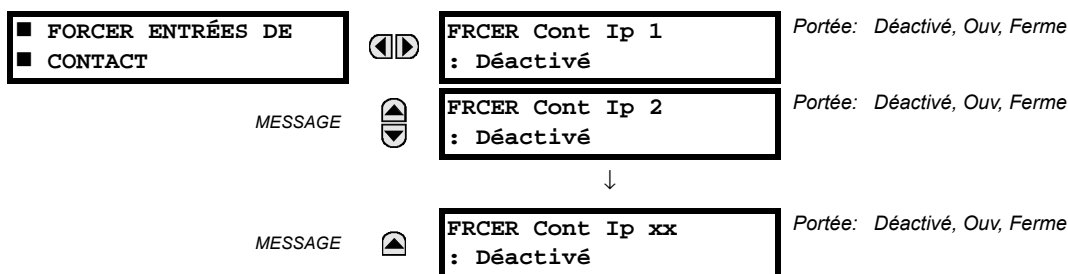 ■ FORCER ENTRÉES DE
■ CONTACT
FRCER Cont Ip 1
: Déactivé
Portée: Déactivé, Ouv, Ferme
MESSAGE
FRCER Cont Ip 2
: Déactivé
Portée: Déactivé, Ouv, Ferme
↓
MESSAGE
FRCER Cont Ip xx
: Déactivé
Portée: Déactivé, Ouv, Ferme